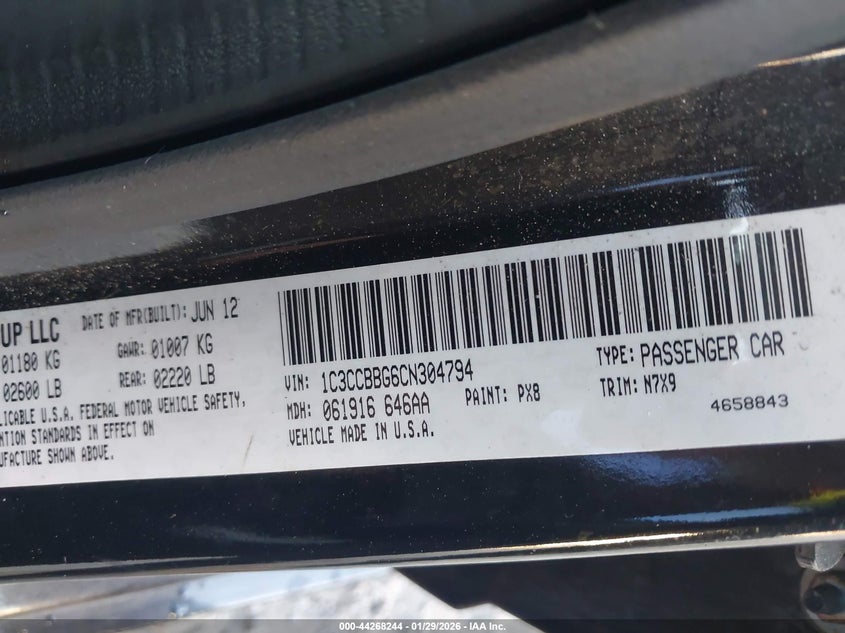 UP LLC DATE OF MFR(BUILT): JUN 12
01180 KG GAWR: 01007 KG
02600 LB REAR: 02220 LB
PLICABLE U.S.A. FEDERAL MOTOR VEHICLE SAFETY,
NTION STANDARDS IN EFFECT ON
UFACTURE SHOWN ABOVE.
VIN: 1C3CCBBG6CN304794 TYPE: PASSENGER CAR
MDH: 061916 646AA PAINT: PX8 TRIM: N7X9
VEHICLE MADE IN U.S.A. 4658843
000-44268244 | 01/29/2026 - IAA Inc.